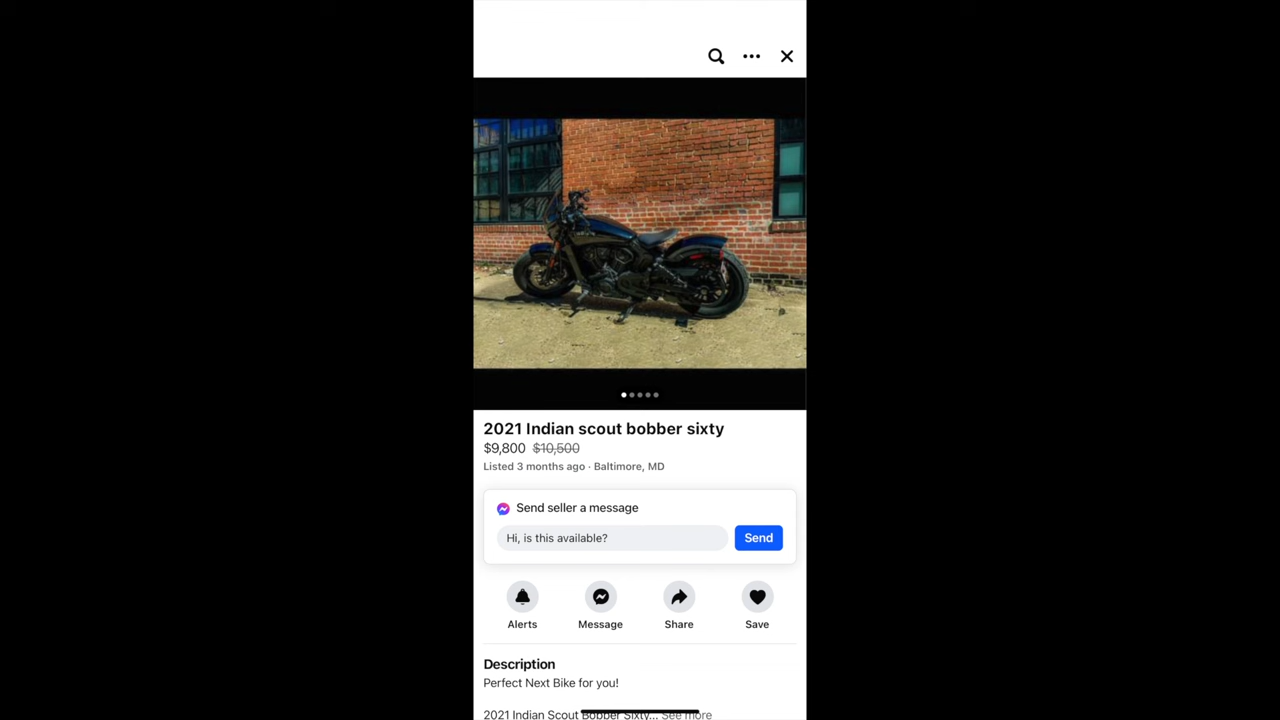 2021 Indian scout bobber sixty
$9,800 $10,500
Listed 3 months ago · Baltimore, MD
Send seller a message
Hi, is this available?
Send
Alerts
Message
Share
Save
Description
Perfect Next Bike for you!
2021 Indian Scout Bobber Sixty... See more